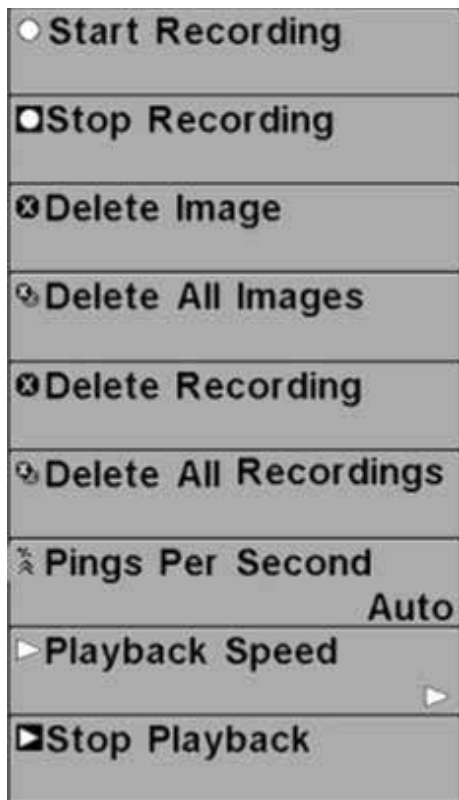 Start Recording
Stop Recording
Delete Image
Delete All Images
Delete Recording
Delete All Recordings
Pings Per Second
Auto
Playback Speed
Stop Playback